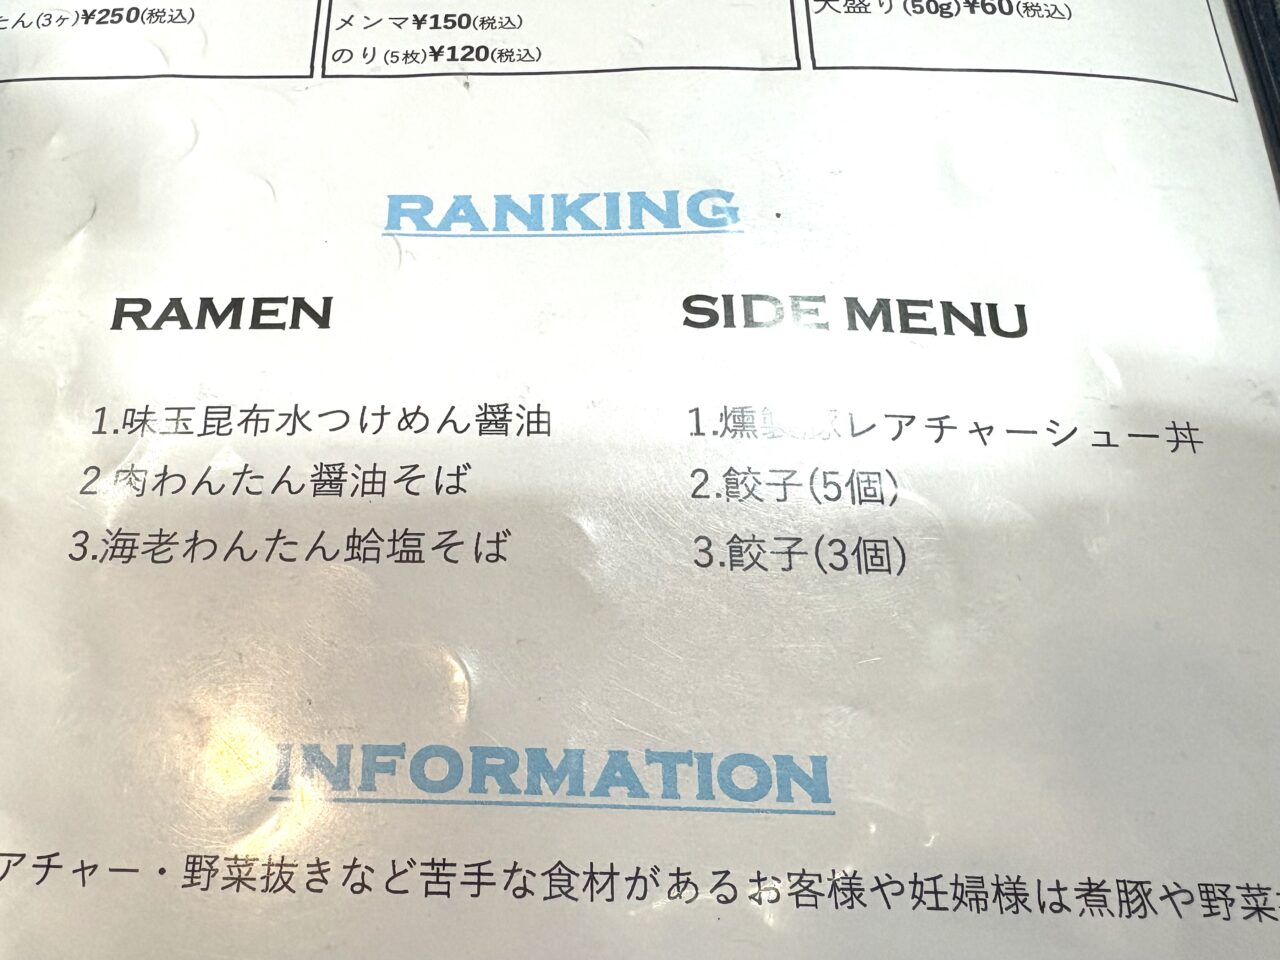 たん(3ヶ)¥250(税込)
メンマ¥150(税込)
のり(5枚)¥120(税込)
大盛り(50g)¥60(税込)
RANKING
RAMEN
1.味玉昆布水つけめん醤油
2.肉わんたん醤油そば
3.海老わんたん蛤塩そば
SIDE MENU
1.燻製豚レアチャーシュー丼
2.餃子(5個)
3.餃子(3個)
INFORMATION
アチャー・野菜抜きなど苦手な食材があるお客様や妊婦様は煮豚や野菜